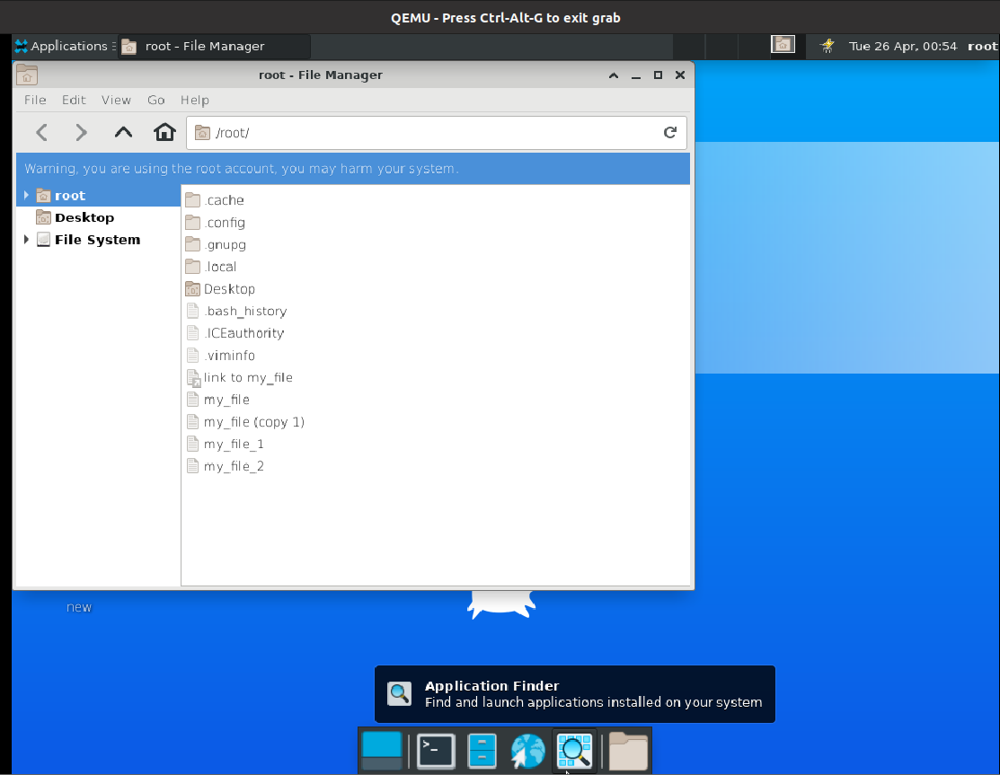 QEMU - Press Ctrl-Alt-G to exit grab
Applications
root - File Manager
Tue 26 Apr, 00:54
root
root - File Manager
File Edit View Go Help
/root/
Warning, you are using the root account, you may harm your system.
root
Desktop
File System
.cache
.config
.gnupg
.local
Desktop
.bash_history
.ICEauthority
.viminfo
link to my_file
my_file
my_file (copy 1)
my_file_1
my_file_2
new
Application Finder
Find and launch applications installed on your system